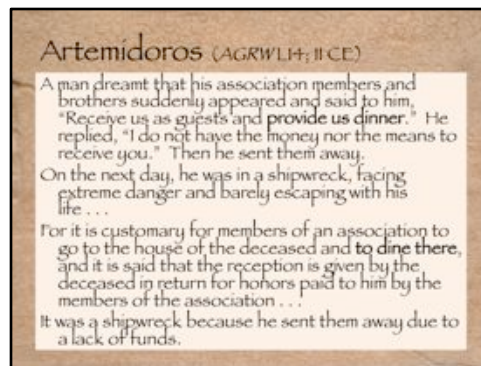 Artemidoros (AGRW L14; II CE)
A man dreamt that his association members and
brothers suddenly appeared and said to him,
"Receive us as guests and provide us dinner." He
replied, "I do not have the money nor the means to
receive you." Then he sent them away.
On the next day, he was in a shipwreck, facing
extreme danger and barely escaping with his
life . . .
For it is customary for members of an association to
go to the house of the deceased and to dine there,
and it is said that the reception is given by the
deceased in return for honors paid to him by the
members of the association . . .
It was a shipwreck because he sent them away due to
a lack of funds.